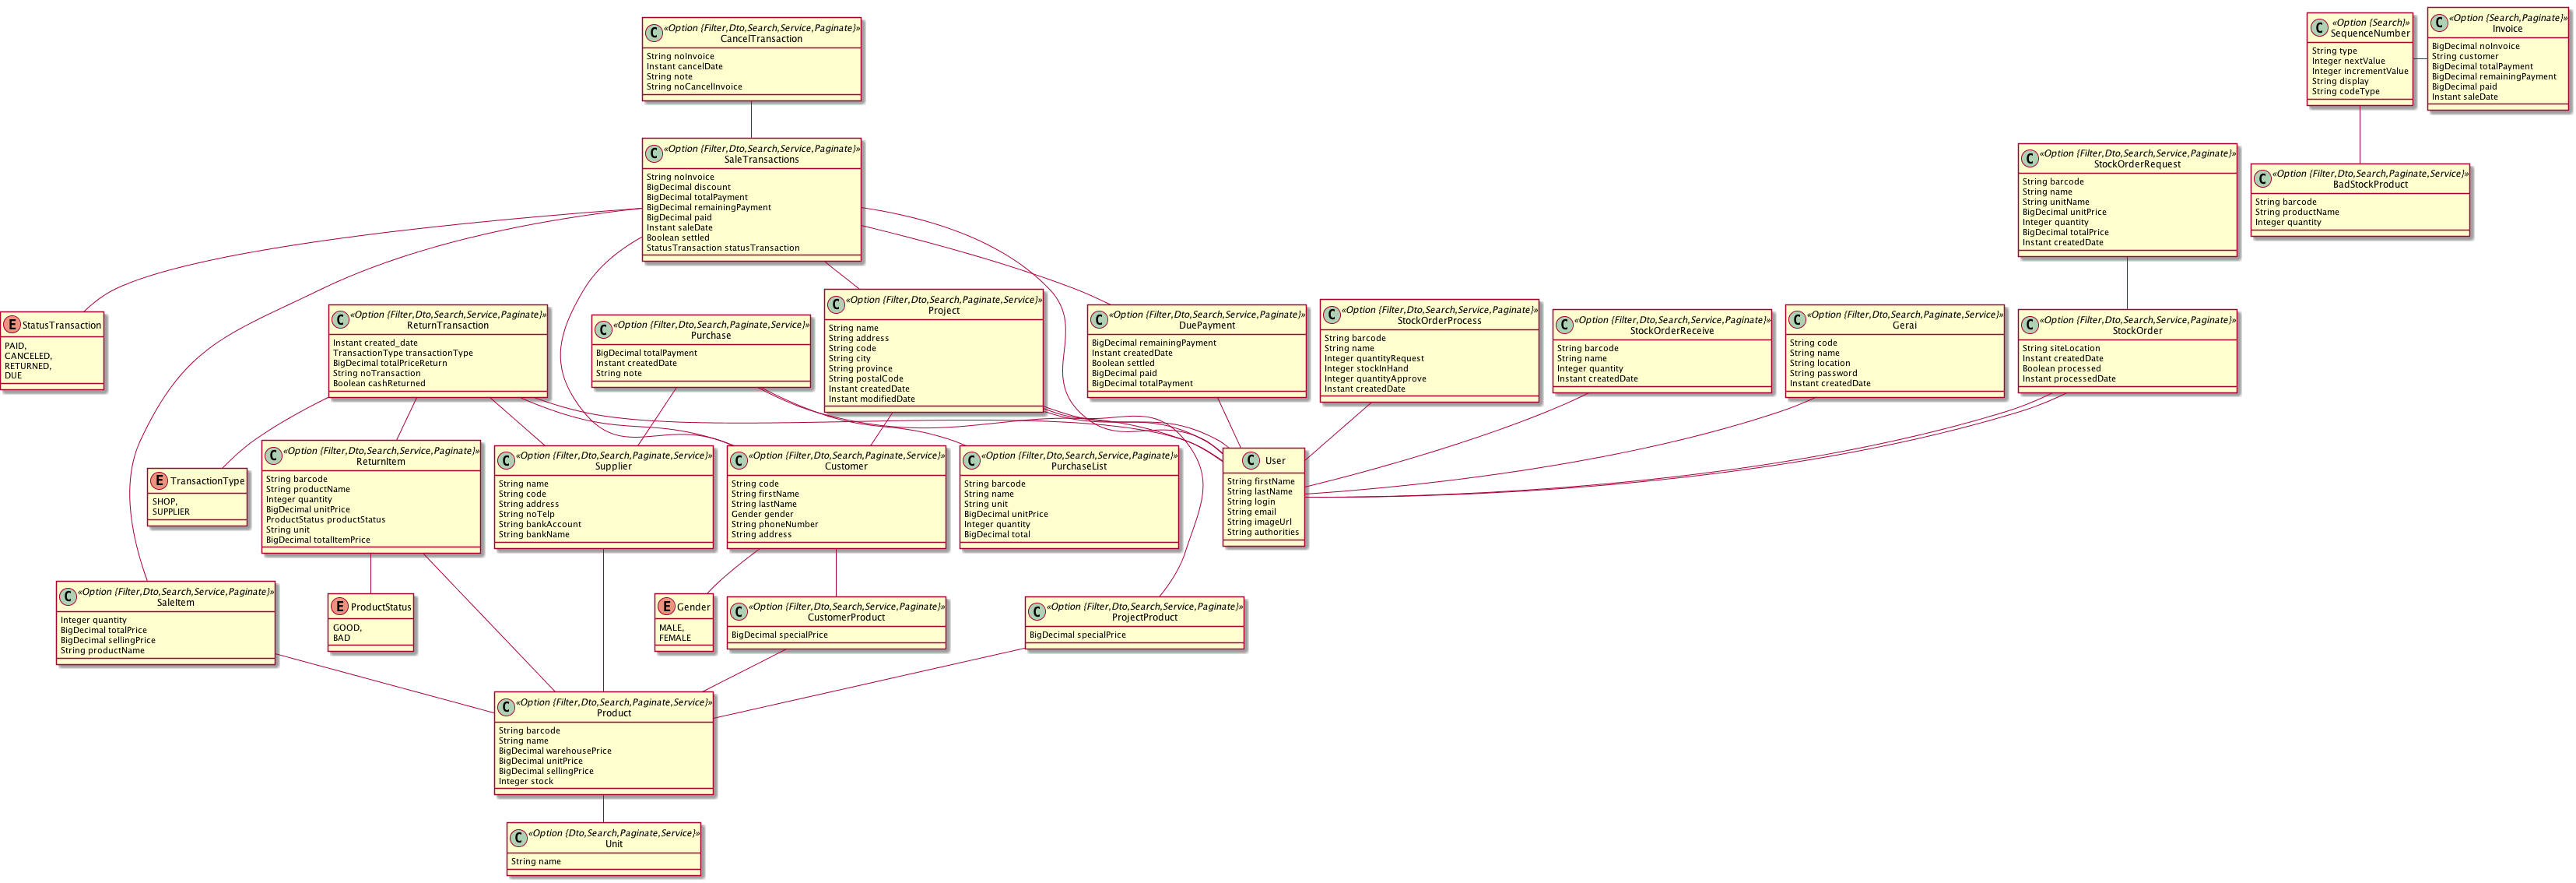 C «Option {Filter,Dto,Search,Service,Paginate}»
CancelTransaction
String noInvoice
Instant cancelDate
String note
String noCancelInvoice
C «Option {Search}»
SequenceNumber
String type
Integer nextValue
Integer incrementValue
String display
String codeType
C «Option {Search,Paginate}»
Invoice
BigDecimal noInvoice
String customer
BigDecimal totalPayment
BigDecimal remainingPayment
BigDecimal paid
Instant saleDate
C «Option {Filter,Dto,Search,Service,Paginate}»
SaleTransactions
String noInvoice
BigDecimal discount
BigDecimal totalPayment
BigDecimal remainingPayment
BigDecimal paid
Instant saleDate
Boolean settled
StatusTransaction statusTransaction
C «Option {Filter,Dto,Search,Service,Paginate}»
StockOrderRequest
String barcode
String name
String unitName
BigDecimal unitPrice
Integer quantity
BigDecimal totalPrice
Instant createdDate
C «Option {Filter,Dto,Search,Paginate,Service}»
BadStockProduct
String barcode
String productName
Integer quantity
E StatusTransaction
PAID,
CANCELED,
RETURNED,
DUE
C «Option {Filter,Dto,Search,Service,Paginate}»
ReturnTransaction
Instant created_date
TransactionType transactionType
BigDecimal totalPriceReturn
String noTransaction
Boolean cashReturned
C «Option {Filter,Dto,Search,Paginate,Service}»
Purchase
BigDecimal totalPayment
Instant createdDate
String note
C «Option {Filter,Dto,Search,Paginate,Service}»
Project
String name
String address
String code
String city
String province
String postalCode
Instant createdDate
Instant modifiedDate
C «Option {Filter,Dto,Search,Service,Paginate}»
DuePayment
BigDecimal remainingPayment
Instant createdDate
Boolean settled
BigDecimal paid
BigDecimal totalPayment
C «Option {Filter,Dto,Search,Service,Paginate}»
StockOrderProcess
String barcode
String name
Integer quantityRequest
Integer stockInHand
Integer quantityApprove
Instant createdDate
C «Option {Filter,Dto,Search,Service,Paginate}»
StockOrderReceive
String barcode
String name
Integer quantity
Instant createdDate
C «Option {Filter,Dto,Search,Paginate,Service}»
Gerai
String code
String name
String location
String password
Instant createdDate
C «Option {Filter,Dto,Search,Service,Paginate}»
StockOrder
String siteLocation
Instant createdDate
Boolean processed
Instant processedDate
E TransactionType
SHOP,
SUPPLIER
C «Option {Filter,Dto,Search,Service,Paginate}»
ReturnItem
String barcode
String productName
Integer quantity
BigDecimal unitPrice
ProductStatus productStatus
String unit
BigDecimal totalItemPrice
C «Option {Filter,Dto,Search,Paginate,Service}»
Supplier
String name
String code
String address
String noTelp
String bankAccount
String bankName
C «Option {Filter,Dto,Search,Paginate,Service}»
Customer
String code
String firstName
String lastName
Gender gender
String phoneNumber
String address
C «Option {Filter,Dto,Search,Service,Paginate}»
PurchaseList
String barcode
String name
String unit
BigDecimal unitPrice
Integer quantity
BigDecimal total
C User
String firstName
String lastName
String login
String email
String imageUrl
String authorities
C «Option {Filter,Dto,Search,Service,Paginate}»
SaleItem
Integer quantity
BigDecimal totalPrice
BigDecimal sellingPrice
String productName
E ProductStatus
GOOD,
BAD
E Gender
MALE,
FEMALE
C «Option {Filter,Dto,Search,Service,Paginate}»
CustomerProduct
BigDecimal specialPrice
C «Option {Filter,Dto,Search,Service,Paginate}»
ProjectProduct
BigDecimal specialPrice
C «Option {Filter,Dto,Search,Paginate,Service}»
Product
String barcode
String name
BigDecimal warehousePrice
BigDecimal unitPrice
BigDecimal sellingPrice
Integer stock
C «Option {Dto,Search,Paginate,Service}»
Unit
String name